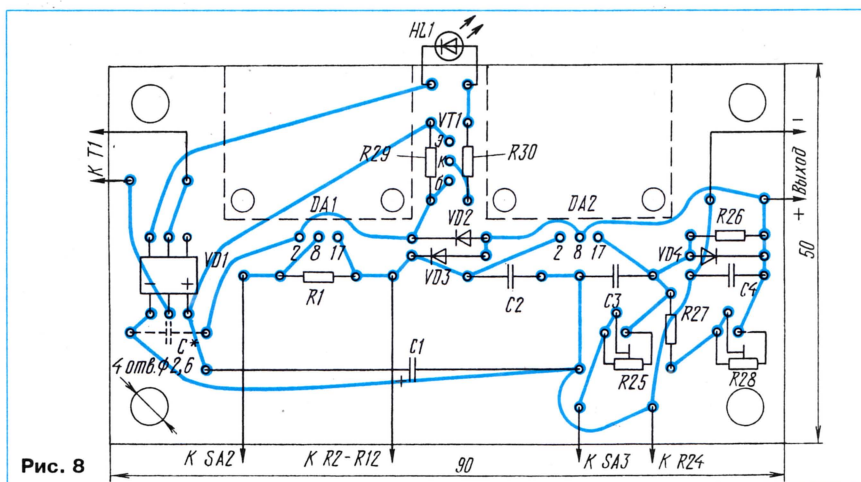 HL1
К Т1
VT1
Э
К
Б
R29
R30
DA1
DA2
Выход
− +
VD1
− +
2 8 17
VD2
VD3
2 8 17
R26
VD4
50
R1
C2
C3
C4
R27
C*
C1
R25
R28
4 отв. ϕ2,6
К SA2
К R2–R12
К SA3
К R24
90
Рис. 8